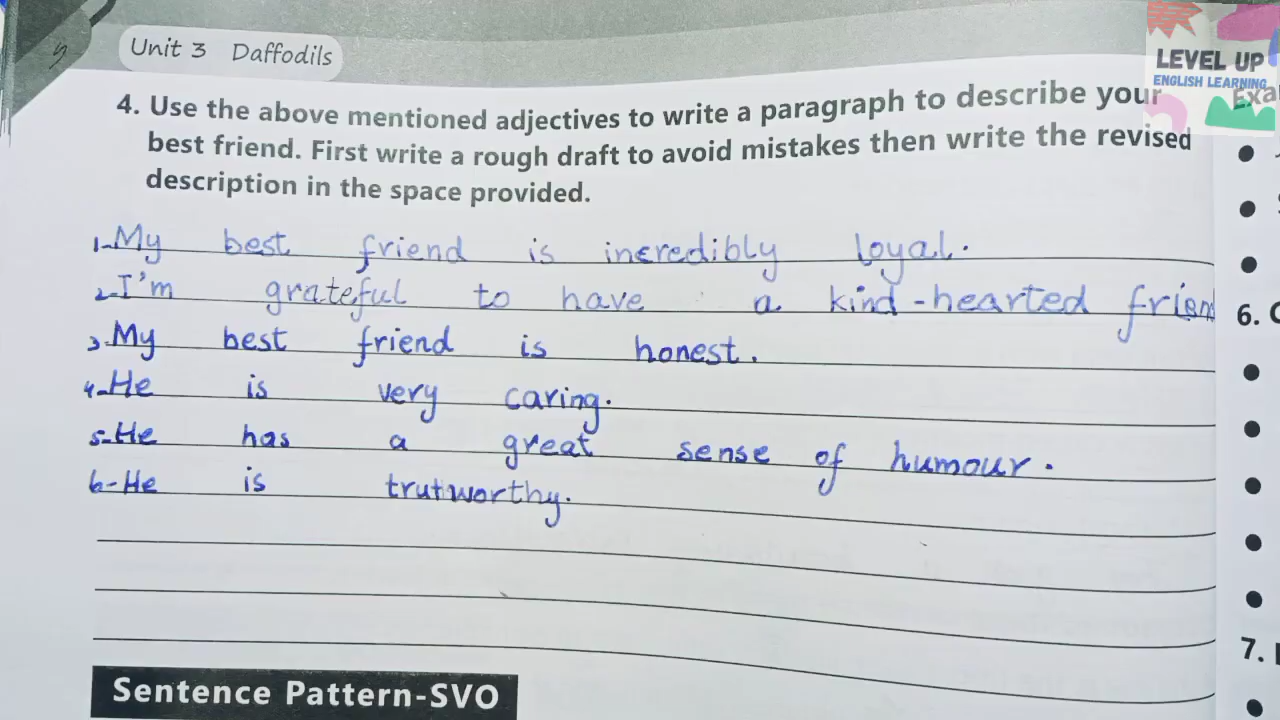 Unit 3 Daffodils
LEVEL UP
ENGLISH LEARNING
4. Use the above mentioned adjectives to write a paragraph to describe your
best friend. First write a rough draft to avoid mistakes then write the revised
description in the space provided.
1-My best friend is incredibly loyal.
2-I'm grateful to have a kind-hearted frien
3-My best friend is honest.
4-He is very caring.
5-He has a great sense of humour.
6-He is trutworthy.
Sentence Pattern-SVO
Exa
6.
7.